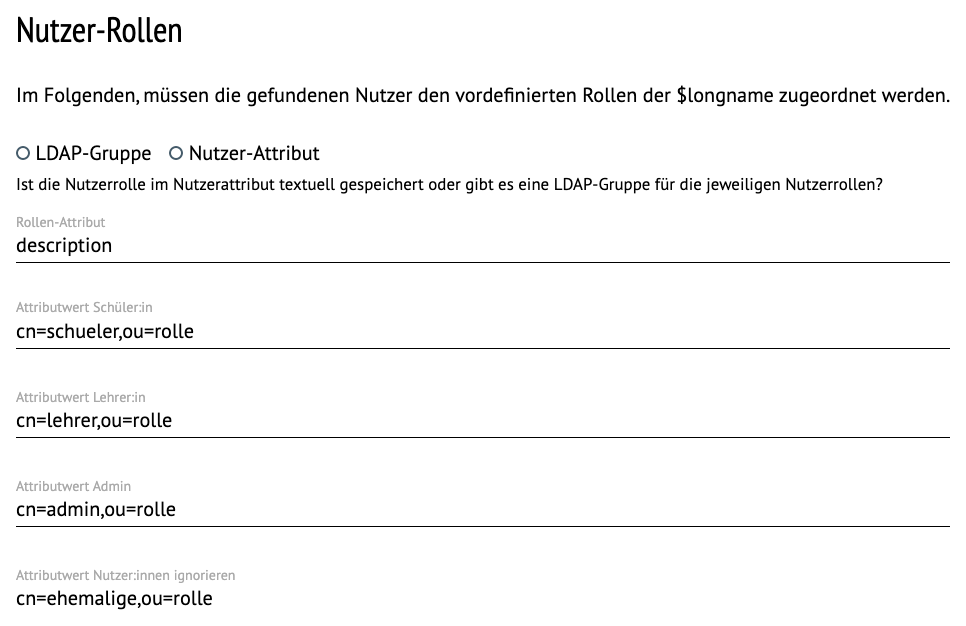 Nutzer-Rollen
Im Folgenden, müssen die gefundenen Nutzer den vordefinierten Rollen der $longname zugeordnet werden.
LDAP-Gruppe Nutzer-Attribut
Ist die Nutzerrolle im Nutzerattribut textuell gespeichert oder gibt es eine LDAP-Gruppe für die jeweiligen Nutzerrollen?
Rollen-Attribut
description
Attributwert Schüler:in
cn=schueler,ou=rolle
Attributwert Lehrer:in
cn=lehrer,ou=rolle
Attributwert Admin
cn=admin,ou=rolle
Attributwert Nutzer:innen ignorieren
cn=ehemalige,ou=rolle